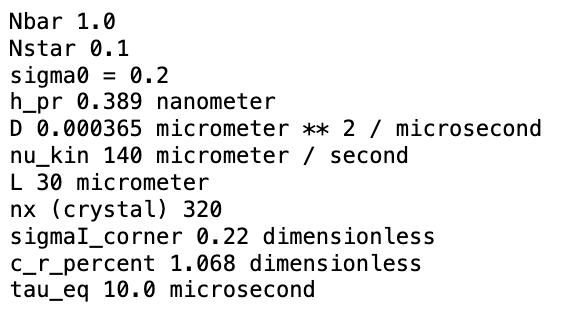 Nbar 1.0
Nstar 0.1
sigma0 = 0.2
h_pr 0.389 nanometer
D 0.000365 micrometer ** 2 / microsecond
nu_kin 140 micrometer / second
L 30 micrometer
nx (crystal) 320
sigmaI_corner 0.22 dimensionless
c_r_percent 1.068 dimensionless
tau_eq 10.0 microsecond